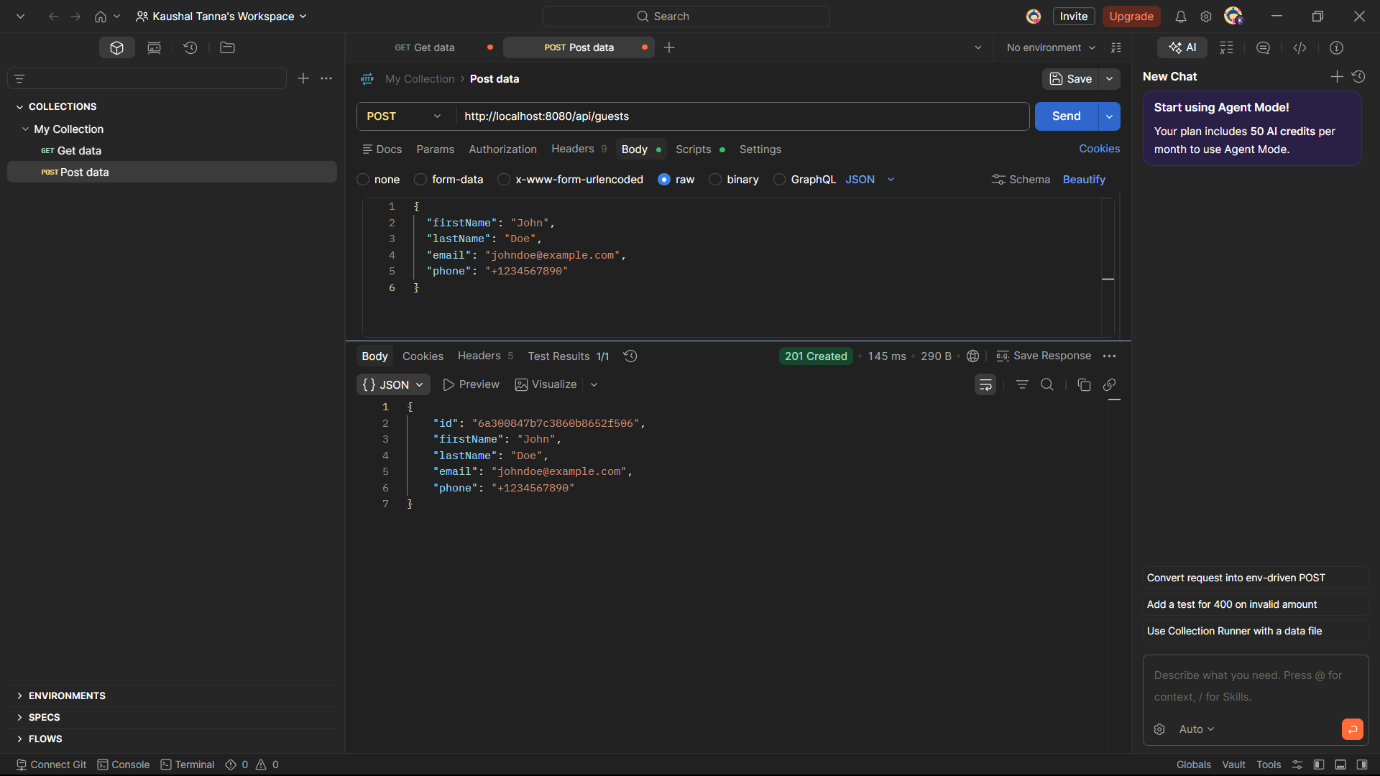 Kaushal Tanna's Workspace
Search
Invite
Upgrade
GET Get data
POST Post data
No environment
AI
COLLECTIONS
My Collection
GET Get data
POST Post data
HTTP My Collection > Post data
Save
POST http://localhost:8080/api/guests
Send
Docs Params Authorization Headers 9 Body Scripts Settings
Cookies
none form-data x-www-form-urlencoded raw binary GraphQL JSON
Schema Beautify
1 {
2 "firstName": "John",
3 "lastName": "Doe",
4 "email": "johndoe@example.com",
5 "phone": "+1234567890"
6 }
Body Cookies Headers 5 Test Results 1/1
201 Created 145 ms 290 B
e.g. Save Response
{ } JSON Preview Visualize
1 {
2 "id": "6a300847b7c3860b8652f506",
3 "firstName": "John",
4 "lastName": "Doe",
5 "email": "johndoe@example.com",
6 "phone": "+1234567890"
7 }
New Chat
Start using Agent Mode!
Your plan includes 50 AI credits per
month to use Agent Mode.
Convert request into env-driven POST
Add a test for 400 on invalid amount
Use Collection Runner with a data file
Describe what you need. Press @ for
context, / for Skills.
Auto
ENVIRONMENTS
SPECS
FLOWS
Connect Git Console Terminal 0 0
Globals Vault Tools